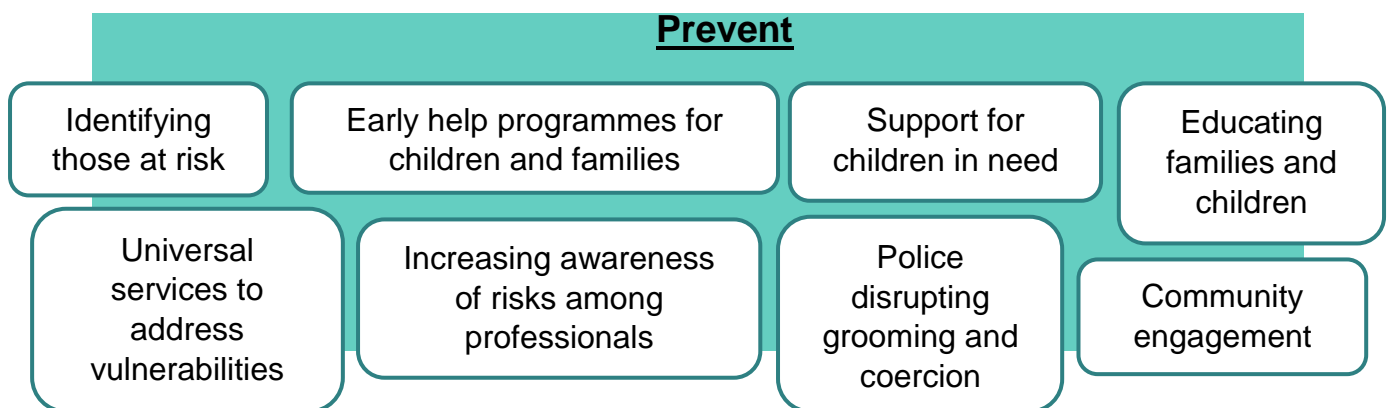 Prevent
Identifying
those at risk
Early help programmes for
children and families
Support for
children in need
Educating
families and
children
Universal
services to
address
vulnerabilities
Increasing awareness
of risks among
professionals
Police
disrupting
grooming and
coercion
Community
engagement